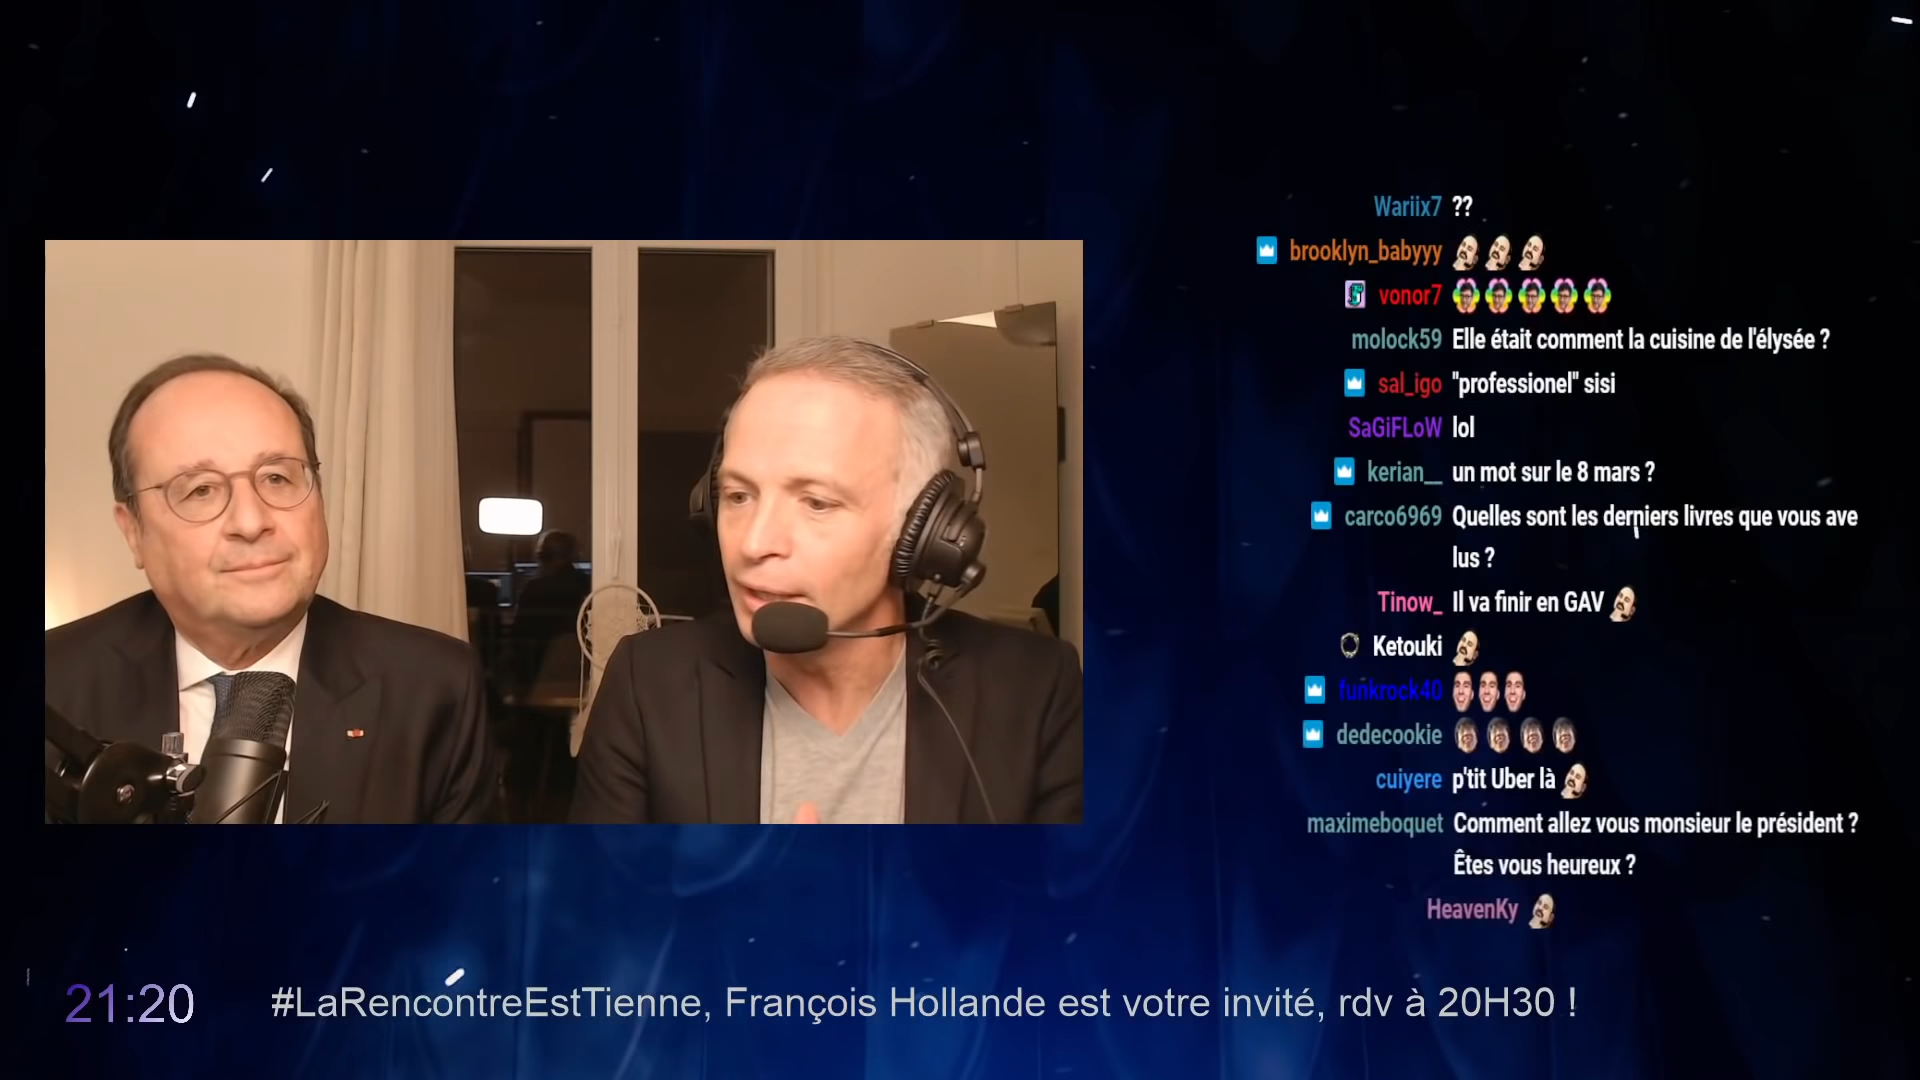 Wariix7 ??
brooklyn_babyyy
vonor7
molock59 Elle était comment la cuisine de l'élysée ?
sal_igo "professionel" sisi
SaGiFLoW lol
kerian__ un mot sur le 8 mars ?
carco6969 Quelles sont les derniers livres que vous ave
lus ?
Tinow_ Il va finir en GAV
Ketouki
funkrock40
dedecookie
cuiyere p'tit Uber là
maximeboquet Comment allez vous monsieur le président ?
Êtes vous heureux ?
HeavenKy
21:20 #LaRencontreEstTienne, François Hollande est votre invité, rdv à 20H30 !